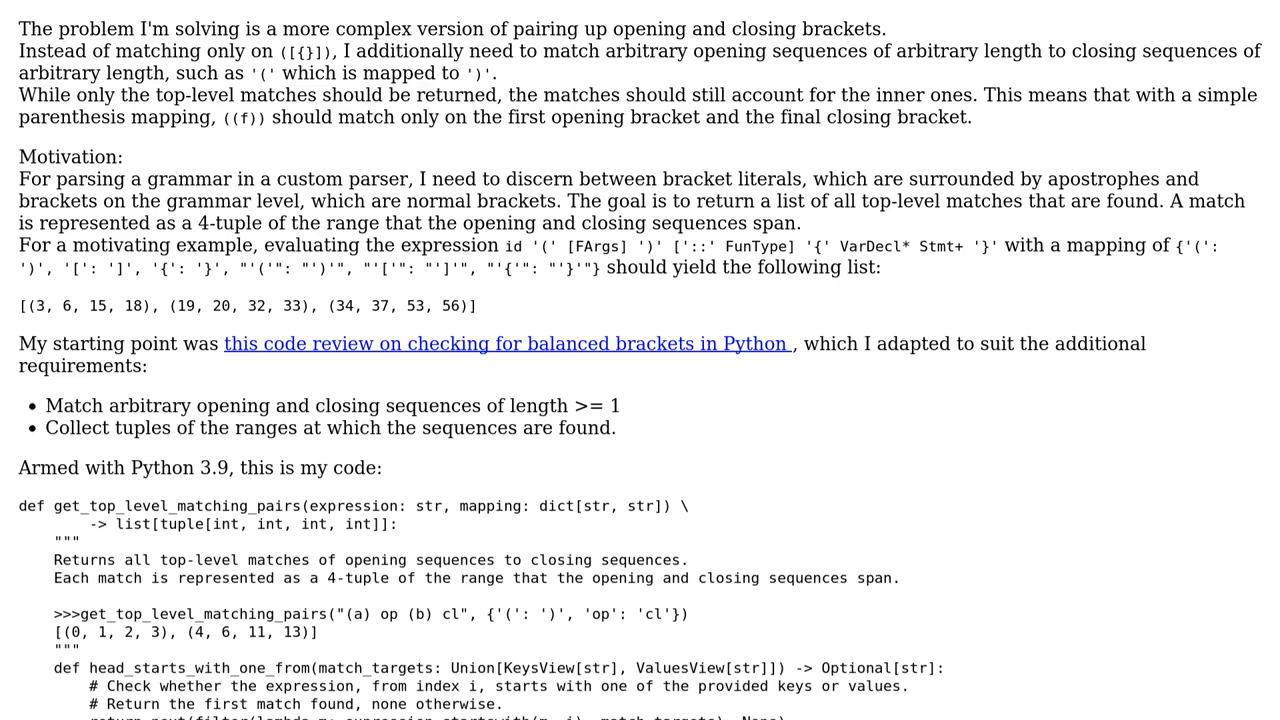 The problem I'm solving is a more complex version of pairing up opening and closing brackets.
Instead of matching only on ([{}]), I additionally need to match arbitrary opening sequences of arbitrary length to closing sequences of
arbitrary length, such as '(' which is mapped to ')'.
While only the top-level matches should be returned, the matches should still account for the inner ones. This means that with a simple
parenthesis mapping, ((f)) should match only on the first opening bracket and the final closing bracket.
Motivation:
For parsing a grammar in a custom parser, I need to discern between bracket literals, which are surrounded by apostrophes and
brackets on the grammar level, which are normal brackets. The goal is to return a list of all top-level matches that are found. A match
is represented as a 4-tuple of the range that the opening and closing sequences span.
For a motivating example, evaluating the expression id '(' [FArgs] ')' ['::' FunType] '{' VarDecl* Stmt+ '}' with a mapping of {'(':
')', '[': ']', '{': '}', "'('": "')'", "'['": "']'", "'{'": "'}'"} should yield the following list:
[(3, 6, 15, 18), (19, 20, 32, 33), (34, 37, 53, 56)]
My starting point was this code review on checking for balanced brackets in Python , which I adapted to suit the additional
requirements:
• Match arbitrary opening and closing sequences of length >= 1
• Collect tuples of the ranges at which the sequences are found.
Armed with Python 3.9, this is my code:
def get_top_level_matching_pairs(expression: str, mapping: dict[str, str]) \
        -> list[tuple[int, int, int, int]]:
    """
    Returns all top-level matches of opening sequences to closing sequences.
    Each match is represented as a 4-tuple of the range that the opening and closing sequences span.
    >>>get_top_level_matching_pairs("(a) op (b) cl", {'(': ')', 'op': 'cl'})
    [(0, 1, 2, 3), (4, 6, 11, 13)]
    """
    def head_starts_with_one_from(match_targets: Union[KeysView[str], ValuesView[str]]) -> Optional[str]:
        # Check whether the expression, from index i, starts with one of the provided keys or values.
        # Return the first match found, none otherwise.
        return next(filter(lambda m: expression.startswith(m, i), match_targets), None)